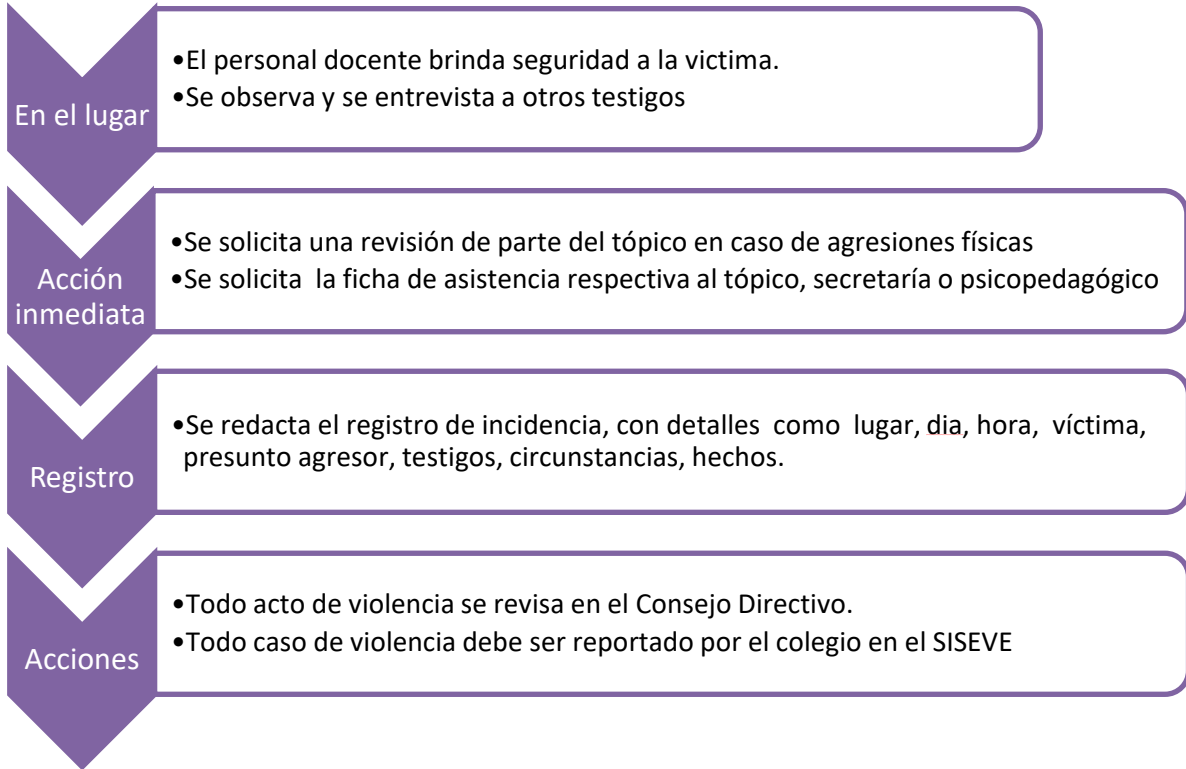 En el lugar
•El personal docente brinda seguridad a la victima.
•Se observa y se entrevista a otros testigos
Acción
inmediata
•Se solicita una revisión de parte del tópico en caso de agresiones físicas
•Se solicita  la ficha de asistencia respectiva al tópico, secretaría o psicopedagógico
Registro
•Se redacta el registro de incidencia, con detalles  como  lugar, dia, hora,  víctima,
presunto agresor, testigos, circunstancias, hechos.
Acciones
•Todo acto de violencia se revisa en el Consejo Directivo.
•Todo caso de violencia debe ser reportado por el colegio en el SISEVE